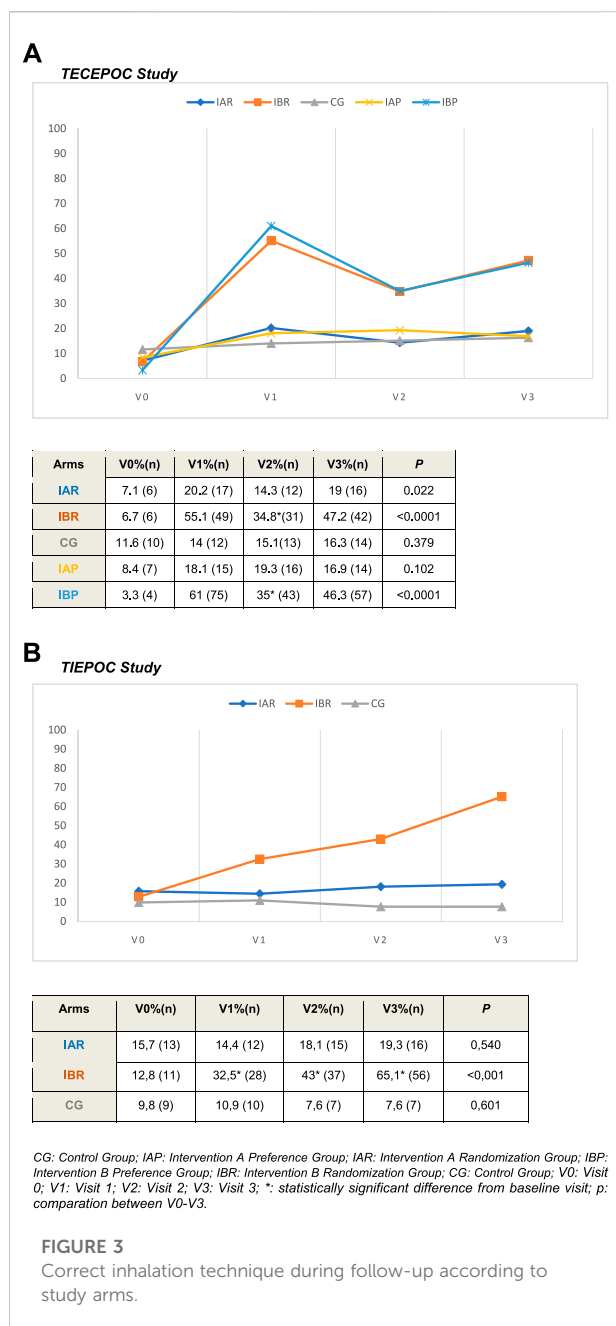 A
TECEPOC Study
IAR IBR CG IAP IBP
100
90
80
70
60
50
40
30
20
10
0
V0 V1 V2 V3
Arms V0%(n) V1%(n) V2%(n) V3%(n) P
IAR 7.1 (6) 20.2 (17) 14.3 (12) 19 (16) 0.022
IBR 6.7 (6) 55.1 (49) 34.8*(31) 47.2 (42) <0.0001
CG 11.6 (10) 14 (12) 15.1(13) 16.3 (14) 0.379
IAP 8.4 (7) 18.1 (15) 19.3 (16) 16.9 (14) 0.102
IBP 3.3 (4) 61 (75) 35* (43) 46.3 (57) <0.0001
B
TIEPOC Study
IAR IBR CG
100
90
80
70
60
50
40
30
20
10
0
V0 V1 V2 V3
Arms V0%(n) V1%(n) V2%(n) V3%(n) P
IAR 15,7 (13) 14,4 (12) 18,1 (15) 19,3 (16) 0,540
IBR 12,8 (11) 32,5* (28) 43* (37) 65,1* (56) <0,001
CG 9,8 (9) 10,9 (10) 7,6 (7) 7,6 (7) 0,601
CG: Control Group; IAP: Intervention A Preference Group; IAR: Intervention A Randomization Group; IBP:
Intervention B Preference Group; IBR: Intervention B Randomization Group; CG: Control Group; V0: Visit
0; V1: Visit 1; V2: Visit 2; V3: Visit 3; *: statistically significant difference from baseline visit; p:
comparation between V0-V3.
FIGURE 3
Correct inhalation technique during follow-up according to
study arms.